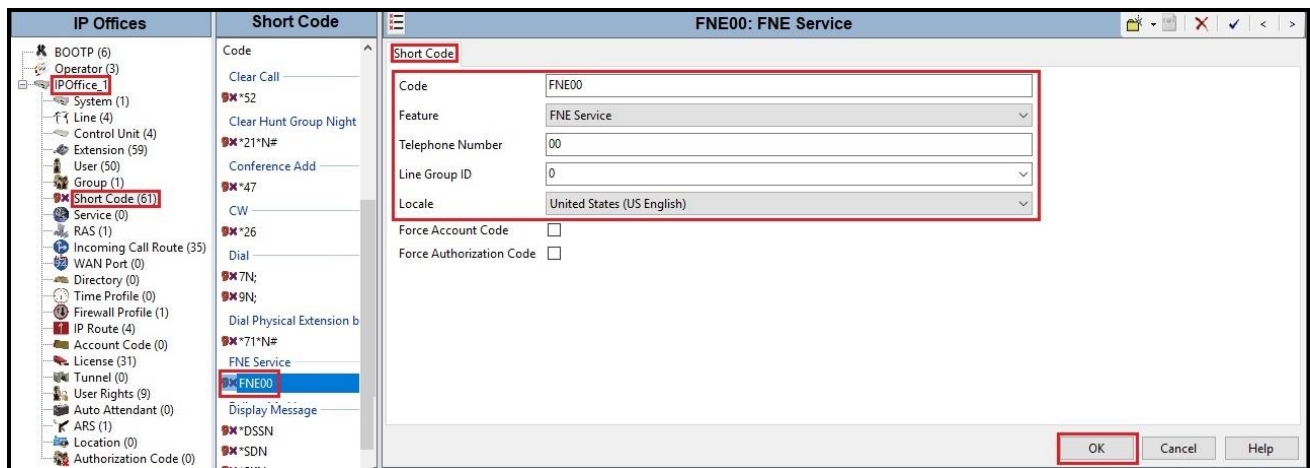 IP Offices
BOOTP (6)
Operator (3)
IPOffice_1
System (1)
Line (4)
Control Unit (4)
Extension (59)
User (50)
Group (1)
Short Code (61)
Service (0)
RAS (1)
Incoming Call Route (35)
WAN Port (0)
Directory (0)
Time Profile (0)
Firewall Profile (1)
IP Route (4)
Account Code (0)
License (31)
Tunnel (0)
User Rights (9)
Auto Attendant (0)
ARS (1)
Location (0)
Authorization Code (0)
Short Code
Code
Clear Call
*52
Clear Hunt Group Night
*21*N#
Conference Add
*47
CW
*26
Dial
7N;
9N;
Dial Physical Extension b
*71*N#
FNE Service
FNE00
Display Message
*DSSN
*SDN
FNE00: FNE Service
Short Code
Code FNE00
Feature FNE Service
Telephone Number 00
Line Group ID 0
Locale United States (US English)
Force Account Code
Force Authorization Code
OK Cancel Help